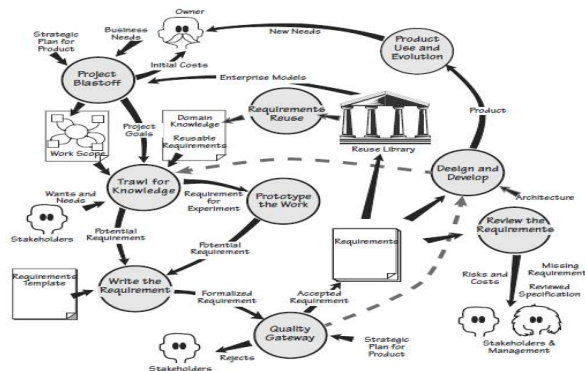 Owner
Strategic
Plan for
Product
Business
Needs
New Needs
Product
Use and
Evolution
Initial Costs
Project
Blastoff
Enterprise Models
Product
Requirements
Reuse
Domain
Knowledge
Reusable
Requirements
Project
Goals
Work Scope
Reuse Library
Design and
Develop
Trawl for
Knowledge
Requirement
for
Experiment
Prototype
the Work
Architecture
Wants and
Needs
Stakeholders
Review the
Requirements
Potential
Requirement
Potential
Requirement
Requirements
Requirements
Template
Write the
Requirement
Formalized
Requirement
Accepted
Requirement
Risks and
Costs
Missing
Requirement
Reviewed
Specification
Quality
Gateway
Strategic
Plan for
Product
Stakeholders
Rejects
Stakeholders &
Management